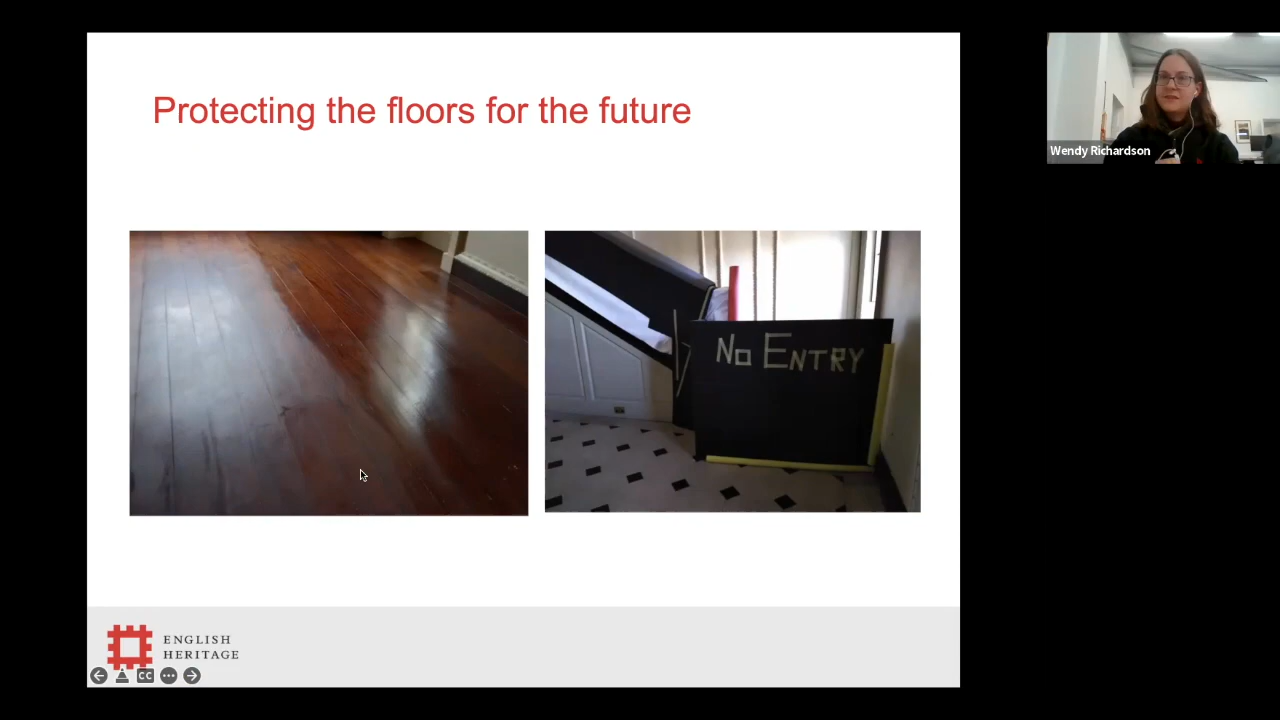 Protecting the floors for the future
Wendy Richardson
No ENTRY
ENGLISH
HERITAGE
CC